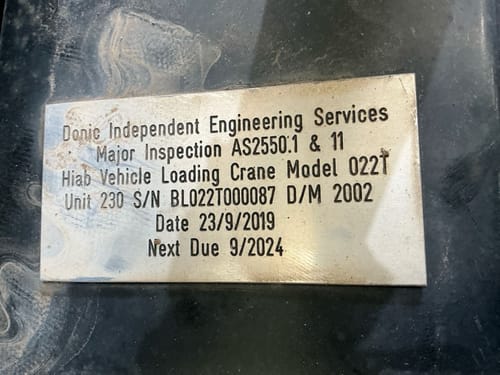 Donic Independent Engineering Services
Major Inspection AS2550.1 & 11
Hiab Vehicle Loading Crane Model 022T
Unit 230 S/N BL022T000087 D/M 2002
Date 23/9/2019
Next Due 9/2024